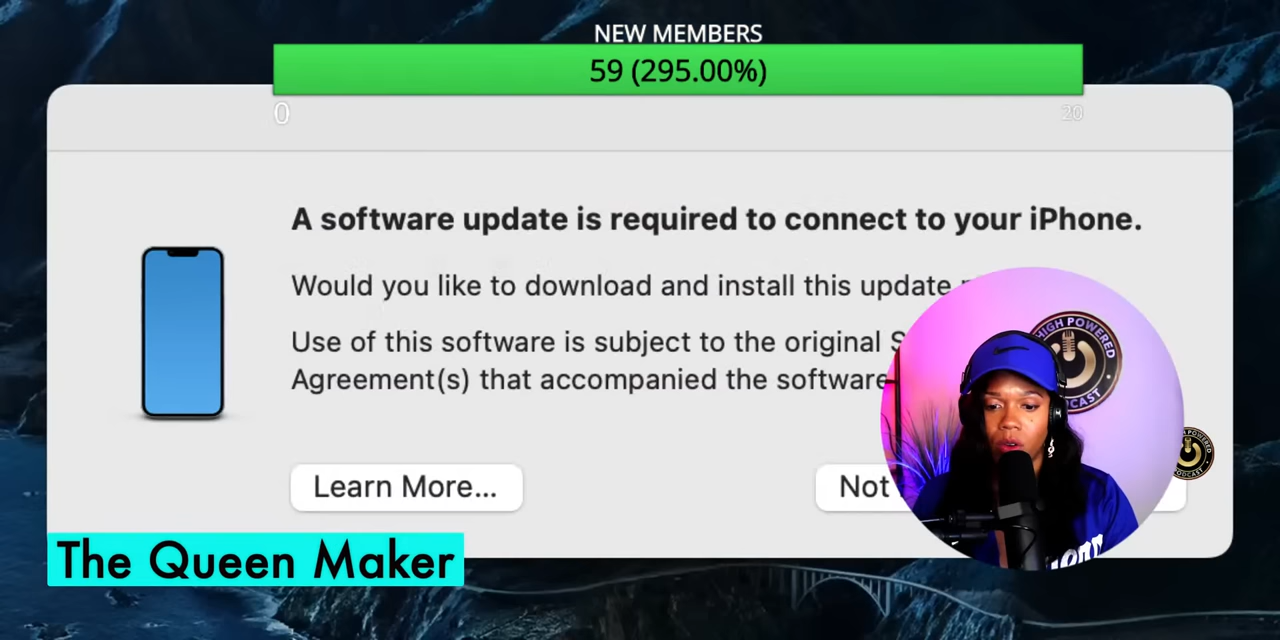 NEW MEMBERS
59 (295.00%)
0
20
A software update is required to connect to your iPhone.
Would you like to download and install this update
Use of this software is subject to the original
Agreement(s) that accompanied the software
Learn More...
Not
HIGH POWERED
The Queen Maker